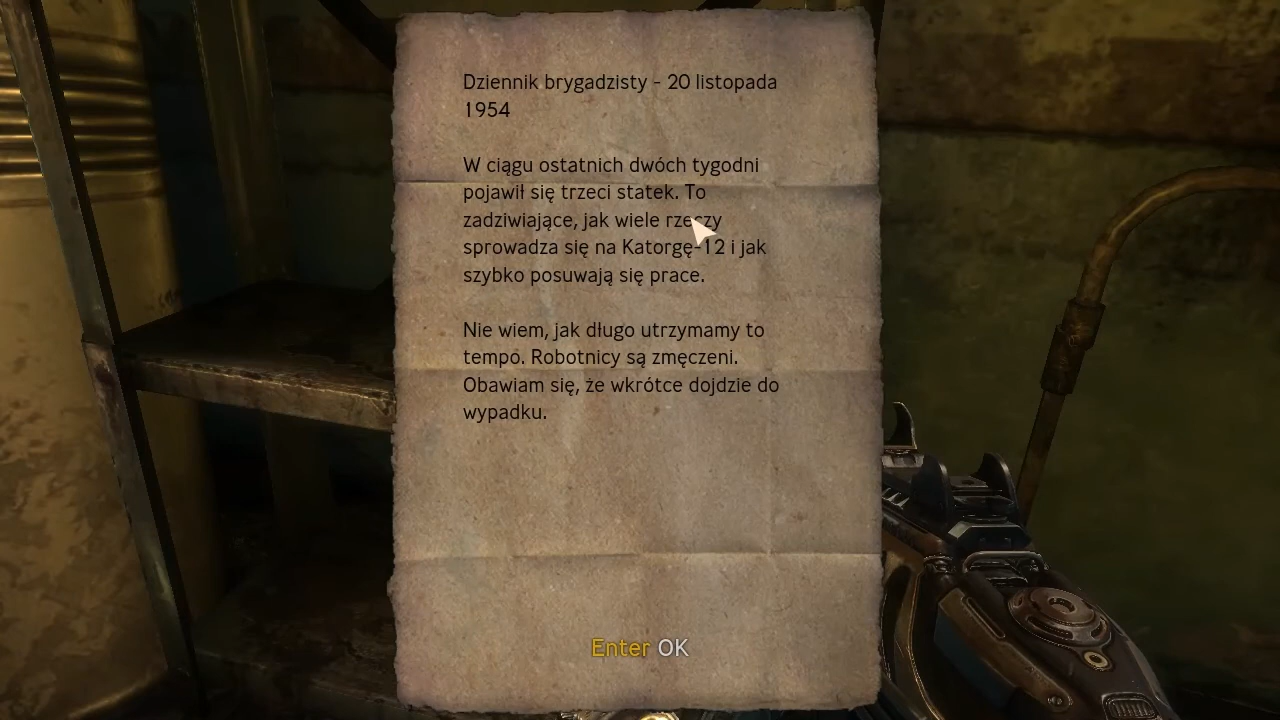 Dziennik brygadzisty - 20 listopada
1954
W ciągu ostatnich dwóch tygodni
pojawił się trzeci statek. To
zadziwiające, jak wiele rzeczy
sprowadza się na Katorgę-12 i jak
szybko posuwają się prace.
Nie wiem, jak długo utrzymamy to
tempo. Robotnicy są zmęczeni.
Obawiam się, że wkrótce dojdzie do
wypadku.
Enter OK